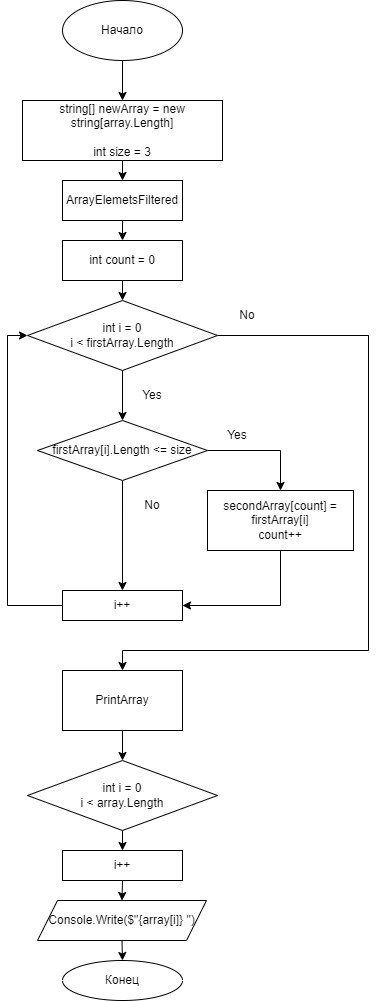 Начало
string[] newArray = new
string[array.Length]
int size = 3
ArrayElemetsFiltered
int count = 0
int i = 0
i < firstArray.Length
No
Yes
firstArray[i].Length <= size
Yes
No
secondArray[count] =
firstArray[i]
count++
i++
PrintArray
int i = 0
i < array.Length
i++
Console.Write($"{array[i]} ")
Конец